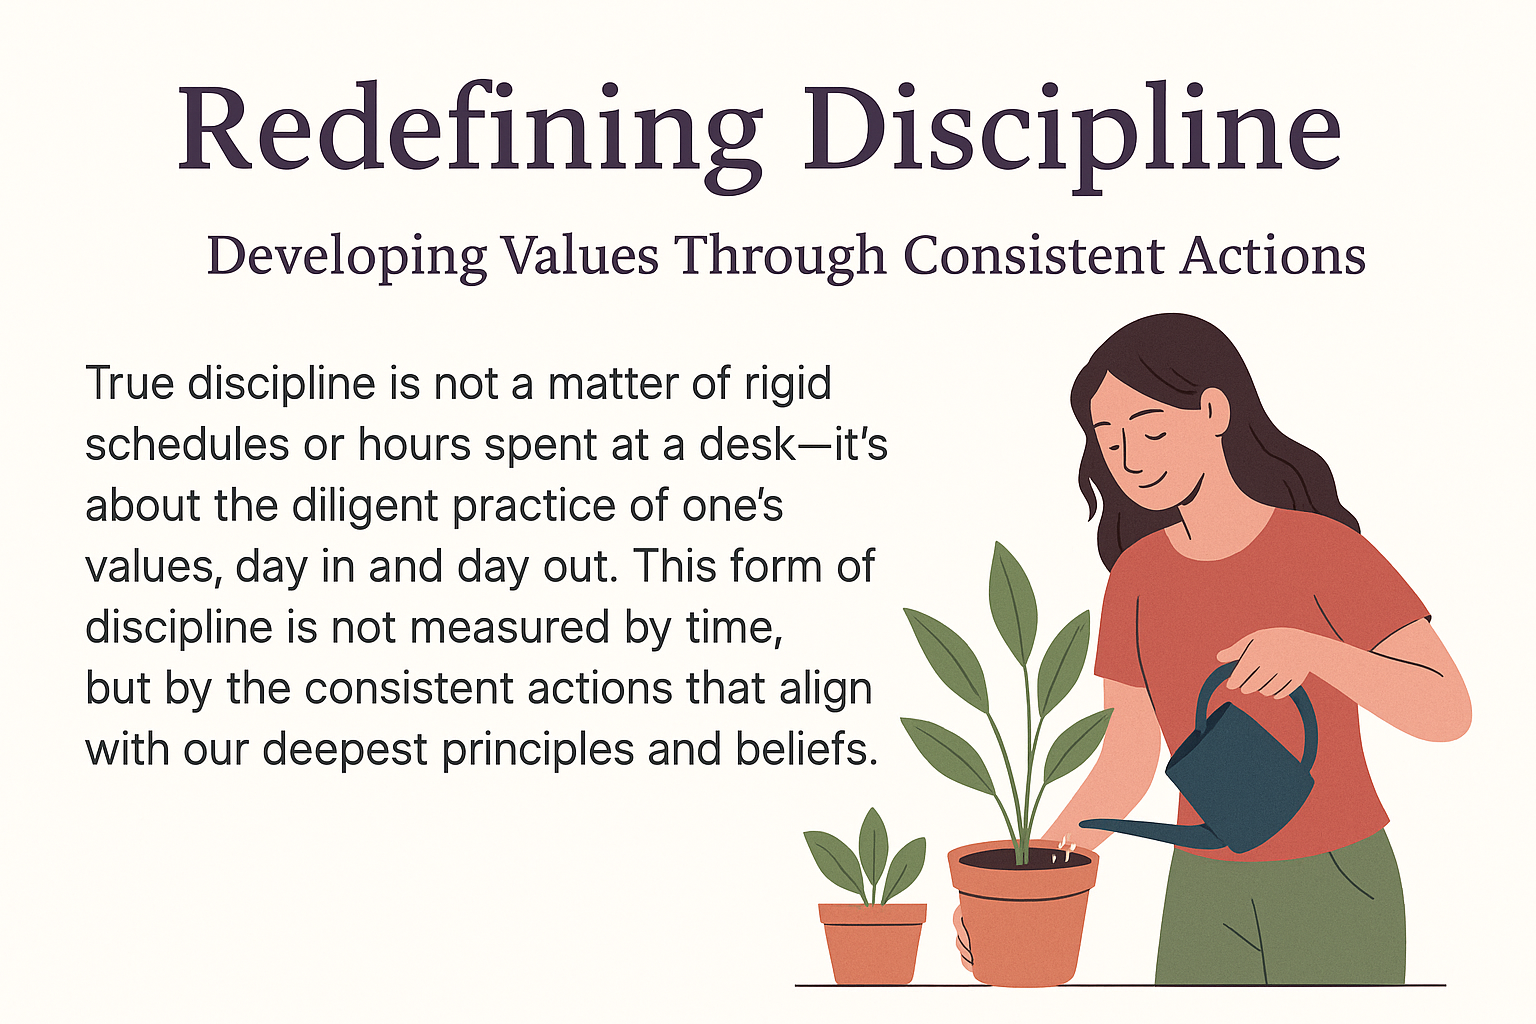 Redefining Discipline
Developing Values Through Consistent Actions
True discipline is not a matter of rigid
schedules or hours spent at a desk—it’s
about the diligent practice of one’s
values, day in and day out. This form of
discipline is not measured by time,
but by the consistent actions that align
with our deepest principles and beliefs.